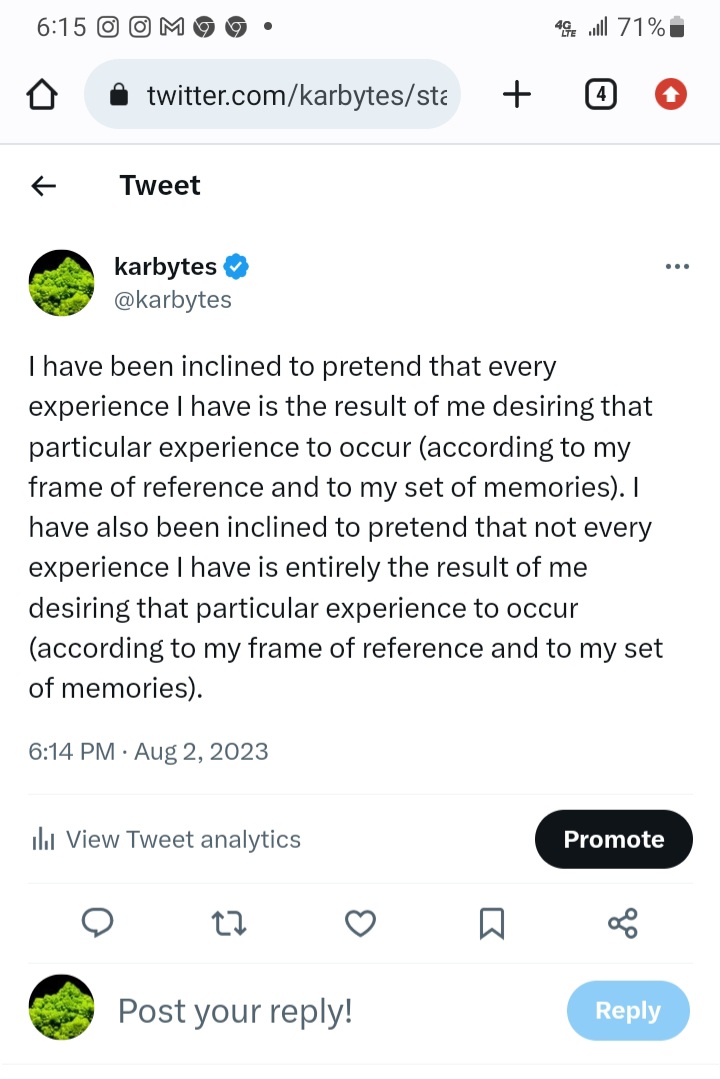 6:15 71%
4G LTE
twitter.com/karbytes/sta
4
Tweet
karbytes
@karbytes
I have been inclined to pretend that every
experience I have is the result of me desiring that
particular experience to occur (according to my
frame of reference and to my set of memories). I
have also been inclined to pretend that not every
experience I have is entirely the result of me
desiring that particular experience to occur
(according to my frame of reference and to my set
of memories).
6:14 PM · Aug 2, 2023
View Tweet analytics
Promote
Post your reply!
Reply